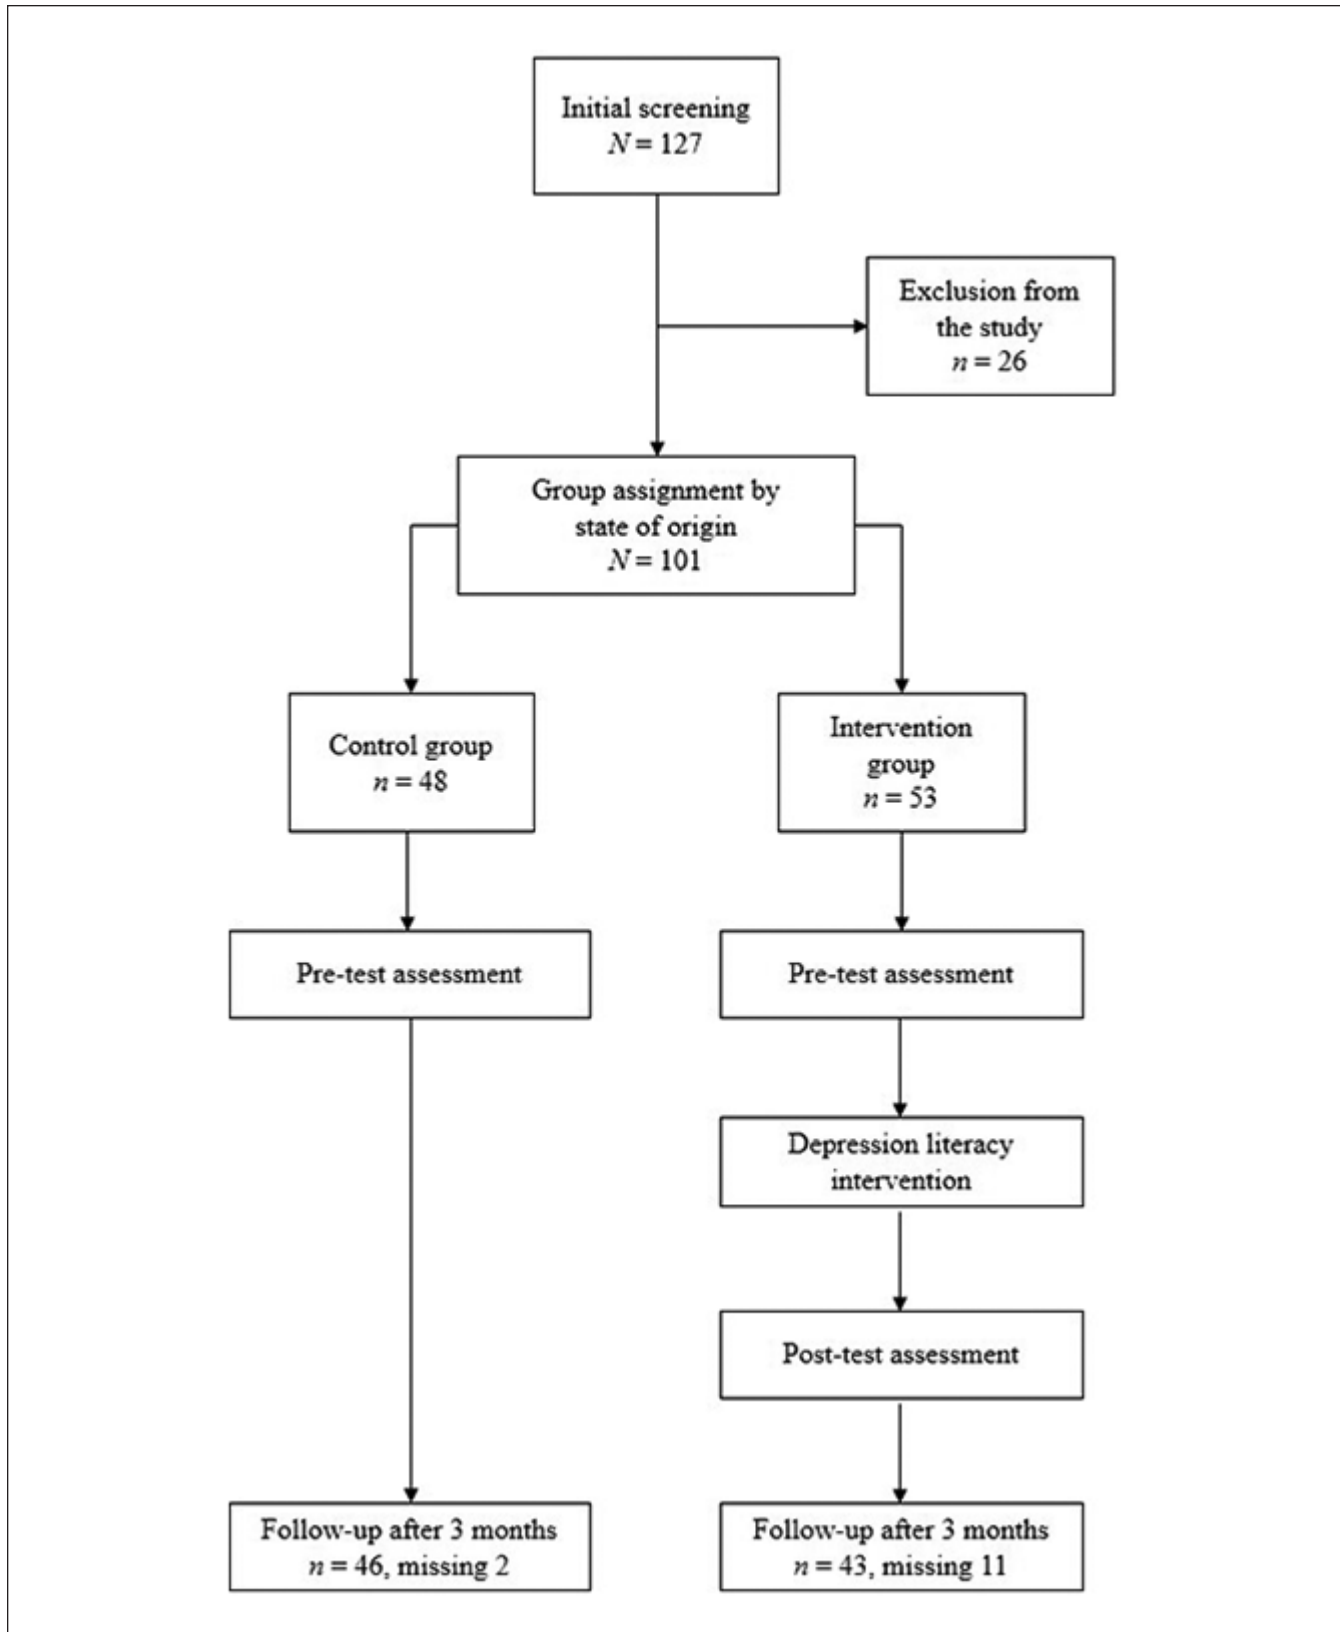 Initial screening
N = 127
Exclusion from
the study
n = 26
Group assignment by
state of origin
N = 101
Control group
n = 48
Intervention
group
n = 53
Pre-test assessment
Pre-test assessment
Depression literacy
intervention
Post-test assessment
Follow-up after 3 months
n = 46, missing 2
Follow-up after 3 months
n = 43, missing 11